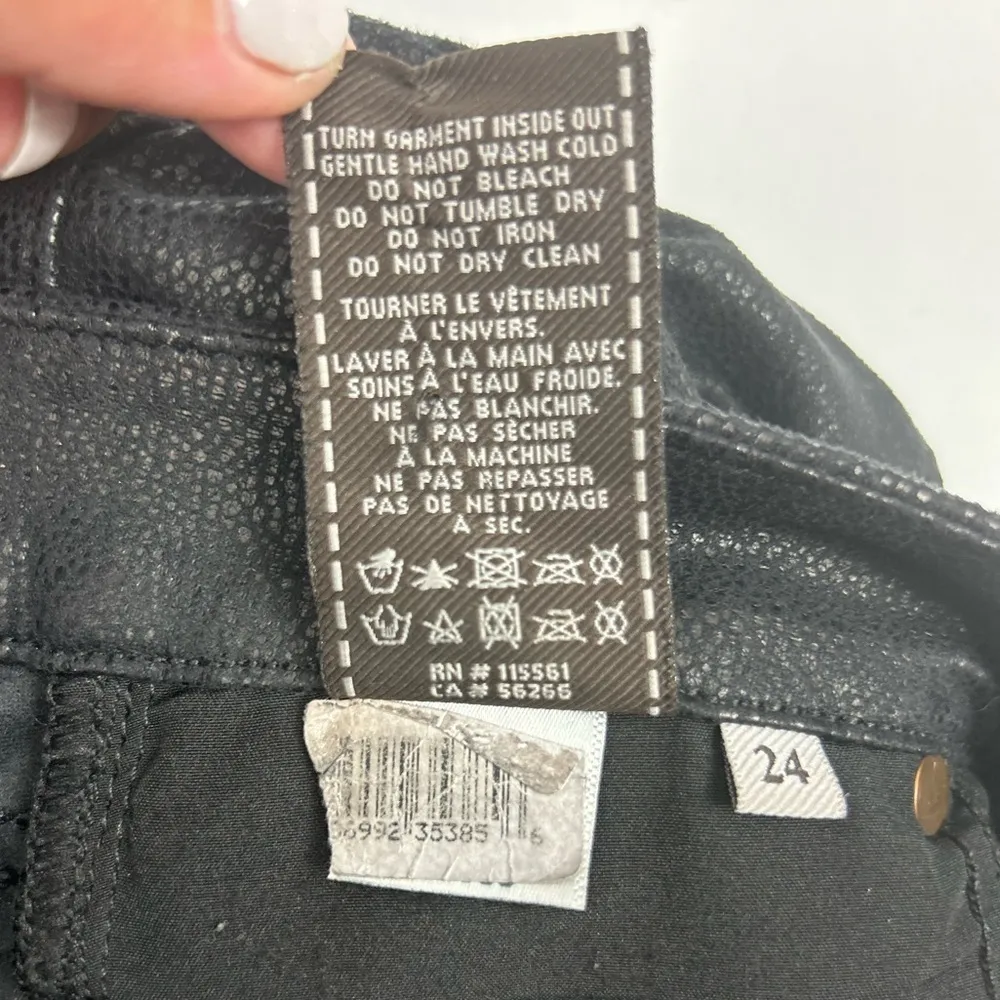 TURN GARMENT INSIDE OUT
GENTLE HAND WASH COLD
DO NOT BLEACH
DO NOT TUMBLE DRY
DO NOT IRON
DO NOT DRY CLEAN
TOURNER LE VÊTEMENT
À L'ENVERS.
LAVER À LA MAIN AVEC
SOINS À L'EAU FROIDE.
NE PAS BLANCHIR.
NE PAS SÈCHER
À LA MACHINE
NE PAS REPASSER
PAS DE NETTOYAGE
À SEC.
RN # 115561
CA # 56266
24
6992 35385 6